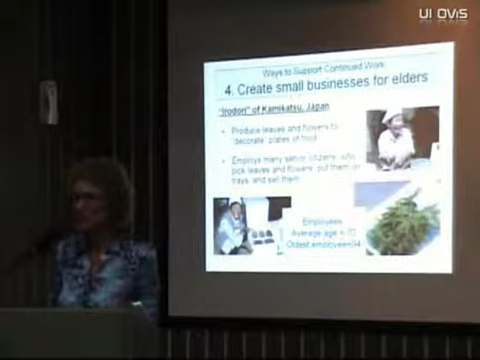 UI OVIS
Ways to Support Continued Work
4. Create small businesses for elders
"Irodori" of Kamikatsu, Japan
• Produce leaves and flowers to
"decorate" plates of food
• Employs many senior citizens who
pick leaves and flowers, put them on
trays, and sell them
Employees
Average age = 70
Oldest employee=94